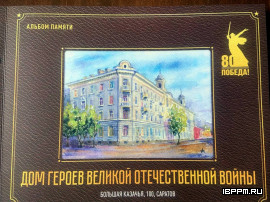 АЛЬБОМ ПАМЯТИ
80
ПОБЕДА!
ДОМ ГЕРОЕВ ВЕЛИКОЙ ОТЕЧЕСТВЕННОЙ ВОЙНЫ
БОЛЬШАЯ КАЗАЧЬЯ, 100, САРАТОВ
IBPPM.RU